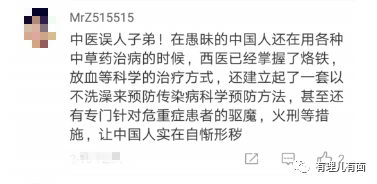 MrZ515515
中医误人子弟！在愚昧的中国人还在用各种
中草药治病的时候，西医已经掌握了烙铁，
放血等科学的治疗方式，还建立起了一套以
不洗澡来预防传染病科学预防方法，甚至还
有专门针对危重症患者的驱魔，火刑等措
施，让中国人实在自惭形秽
2
有理儿有面